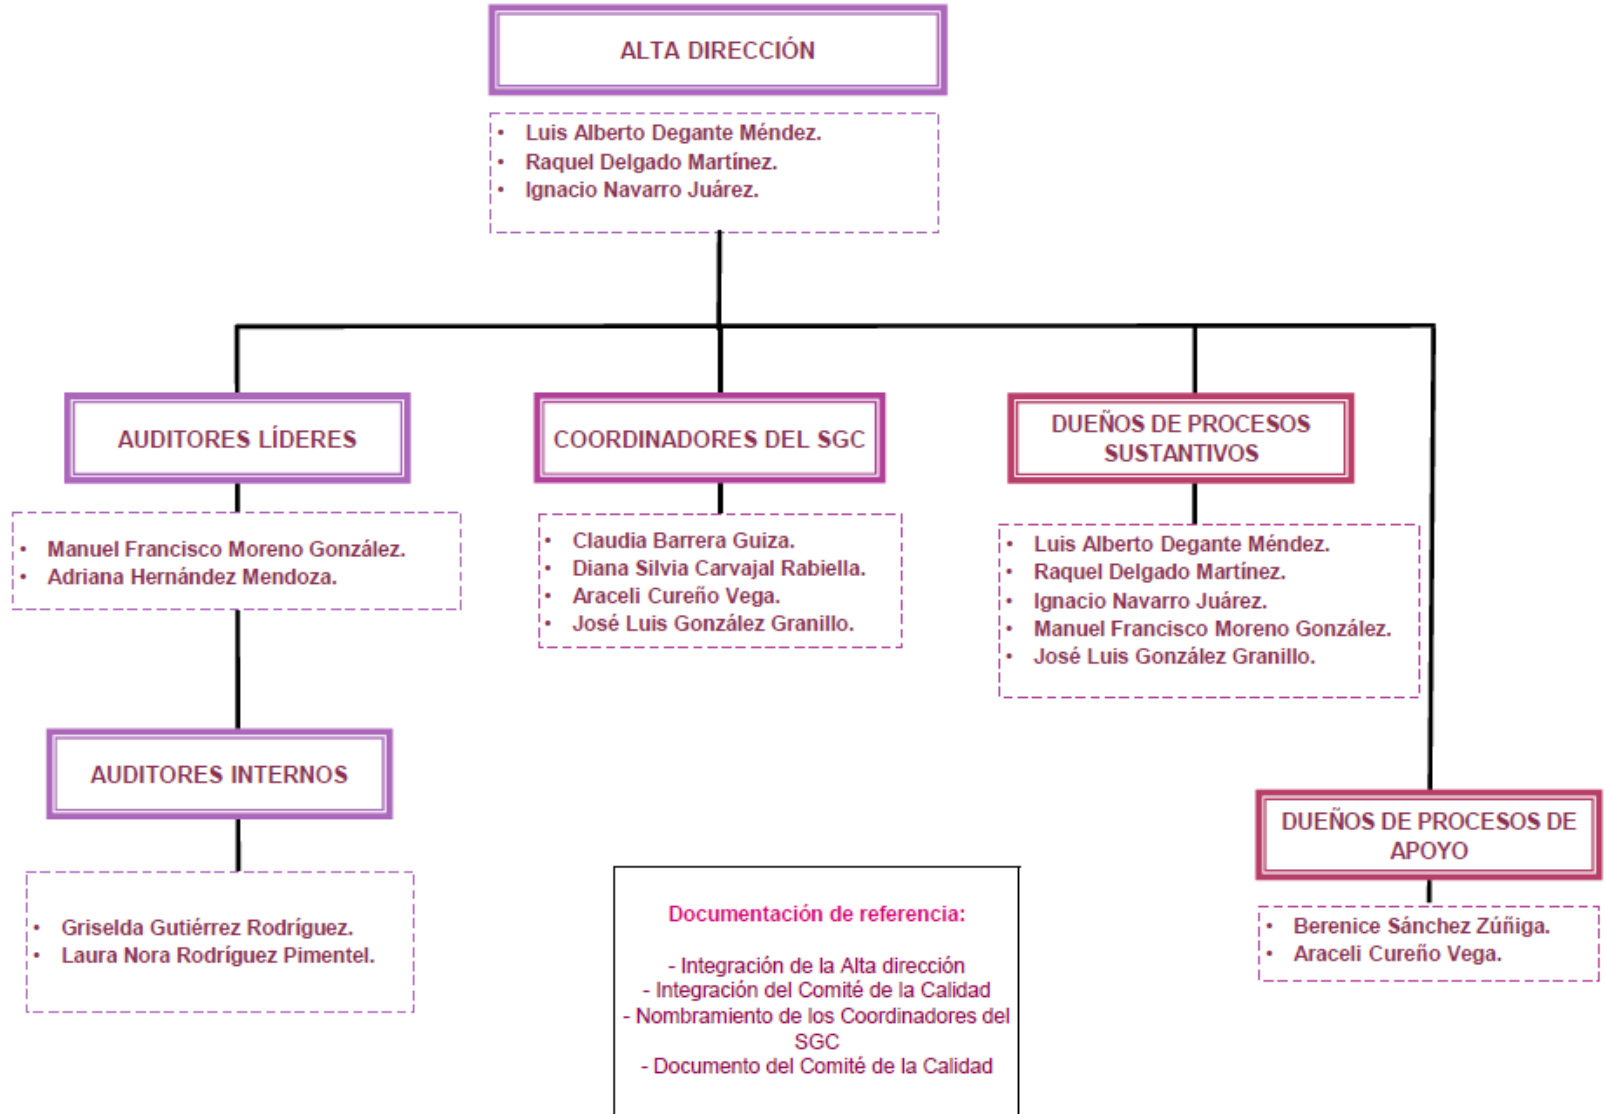 ALTA DIRECCIÓN
• Luis Alberto Degante Méndez.
• Raquel Delgado Martínez.
• Ignacio Navarro Juárez.
AUDITORES LÍDERES
• Manuel Francisco Moreno González.
• Adriana Hernández Mendoza.
COORDINADORES DEL SGC
• Claudia Barrera Guiza.
• Diana Silvia Carvajal Rabiella.
• Araceli Cureño Vega.
• José Luis González Granillo.
DUEÑOS DE PROCESOS
SUSTANTIVOS
• Luis Alberto Degante Méndez.
• Raquel Delgado Martínez.
• Ignacio Navarro Juárez.
• Manuel Francisco Moreno González.
• José Luis González Granillo.
AUDITORES INTERNOS
• Griselda Gutiérrez Rodríguez.
• Laura Nora Rodríguez Pimentel.
DUEÑOS DE PROCESOS DE
APOYO
• Berenice Sánchez Zúñiga.
• Araceli Cureño Vega.
Documentación de referencia:
- Integración de la Alta dirección
- Integración del Comité de la Calidad
- Nombramiento de los Coordinadores del
SGC
- Documento del Comité de la Calidad